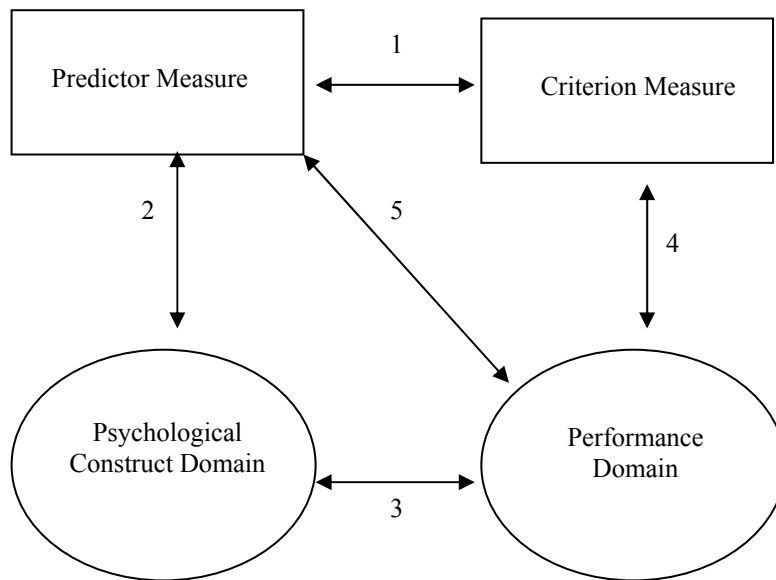 1
Predictor Measure
Criterion Measure
2
5
4
Psychological
Construct Domain
Performance
Domain
3